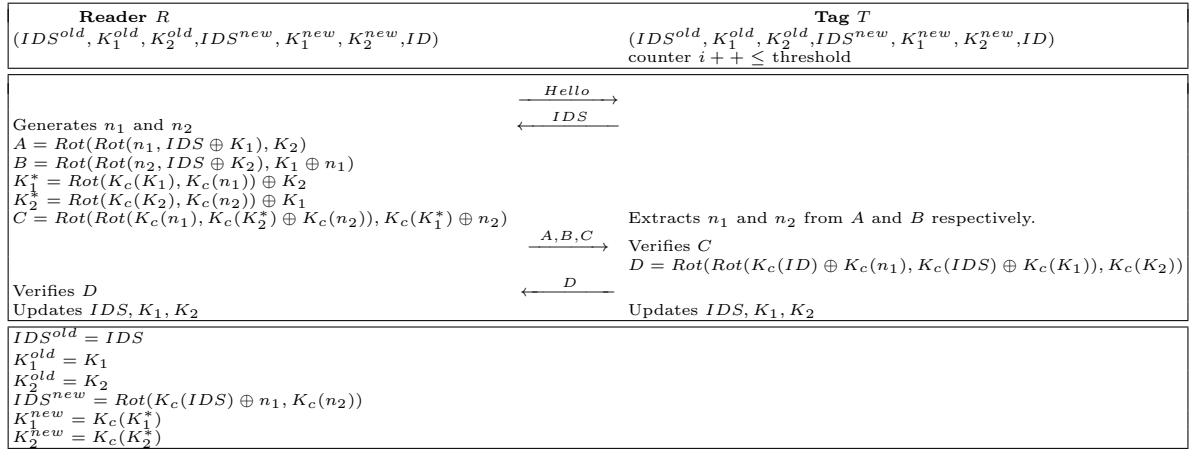 Reader R Tag T
(IDS^old, K_1^old, K_2^old,IDS^new, K_1^new, K_2^new,ID) (IDS^old, K_1^old, K_2^old,IDS^new, K_1^new, K_2^new,ID)
counter i + + ≤ threshold
Hello
Generates n_1 and n_2 IDS
A = Rot(Rot(n_1, IDS ⊕ K_1), K_2)
B = Rot(Rot(n_2, IDS ⊕ K_2), K_1 ⊕ n_1)
K_1^* = Rot(K_c(K_1), K_c(n_1)) ⊕ K_2
K_2^* = Rot(K_c(K_2), K_c(n_2)) ⊕ K_1
C = Rot(Rot(K_c(n_1), K_c(K_2^*) ⊕ K_c(n_2)), K_c(K_1^*) ⊕ n_2) Extracts n_1 and n_2 from A and B respectively.
A,B,C Verifies C
D = Rot(Rot(K_c(ID) ⊕ K_c(n_1), K_c(IDS) ⊕ K_c(K_1)), K_c(K_2))
Verifies D D
Updates IDS, K_1, K_2 Updates IDS, K_1, K_2
IDS^old = IDS
K_1^old = K_1
K_2^old = K_2
IDS^new = Rot(K_c(IDS) ⊕ n_1, K_c(n_2))
K_1^new = K_c(K_1^*)
K_2^new = K_c(K_2^*)